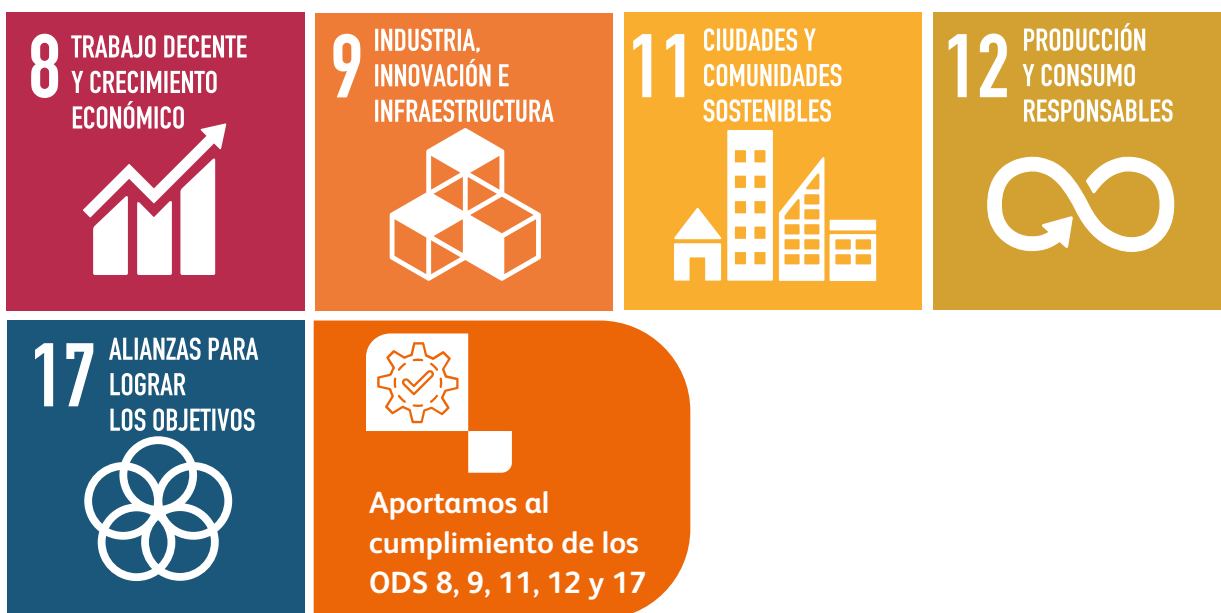 8 TRABAJO DECENTE
Y CRECIMIENTO
ECONÓMICO
9 INDUSTRIA,
INNOVACIÓN E
INFRAESTRUCTURA
11 CIUDADES Y
COMUNIDADES
SOSTENIBLES
12 PRODUCCIÓN
Y CONSUMO
RESPONSABLES
17 ALIANZAS PARA
LOGRAR
LOS OBJETIVOS
Aportamos al
cumplimiento de los
ODS 8, 9, 11, 12 y 17